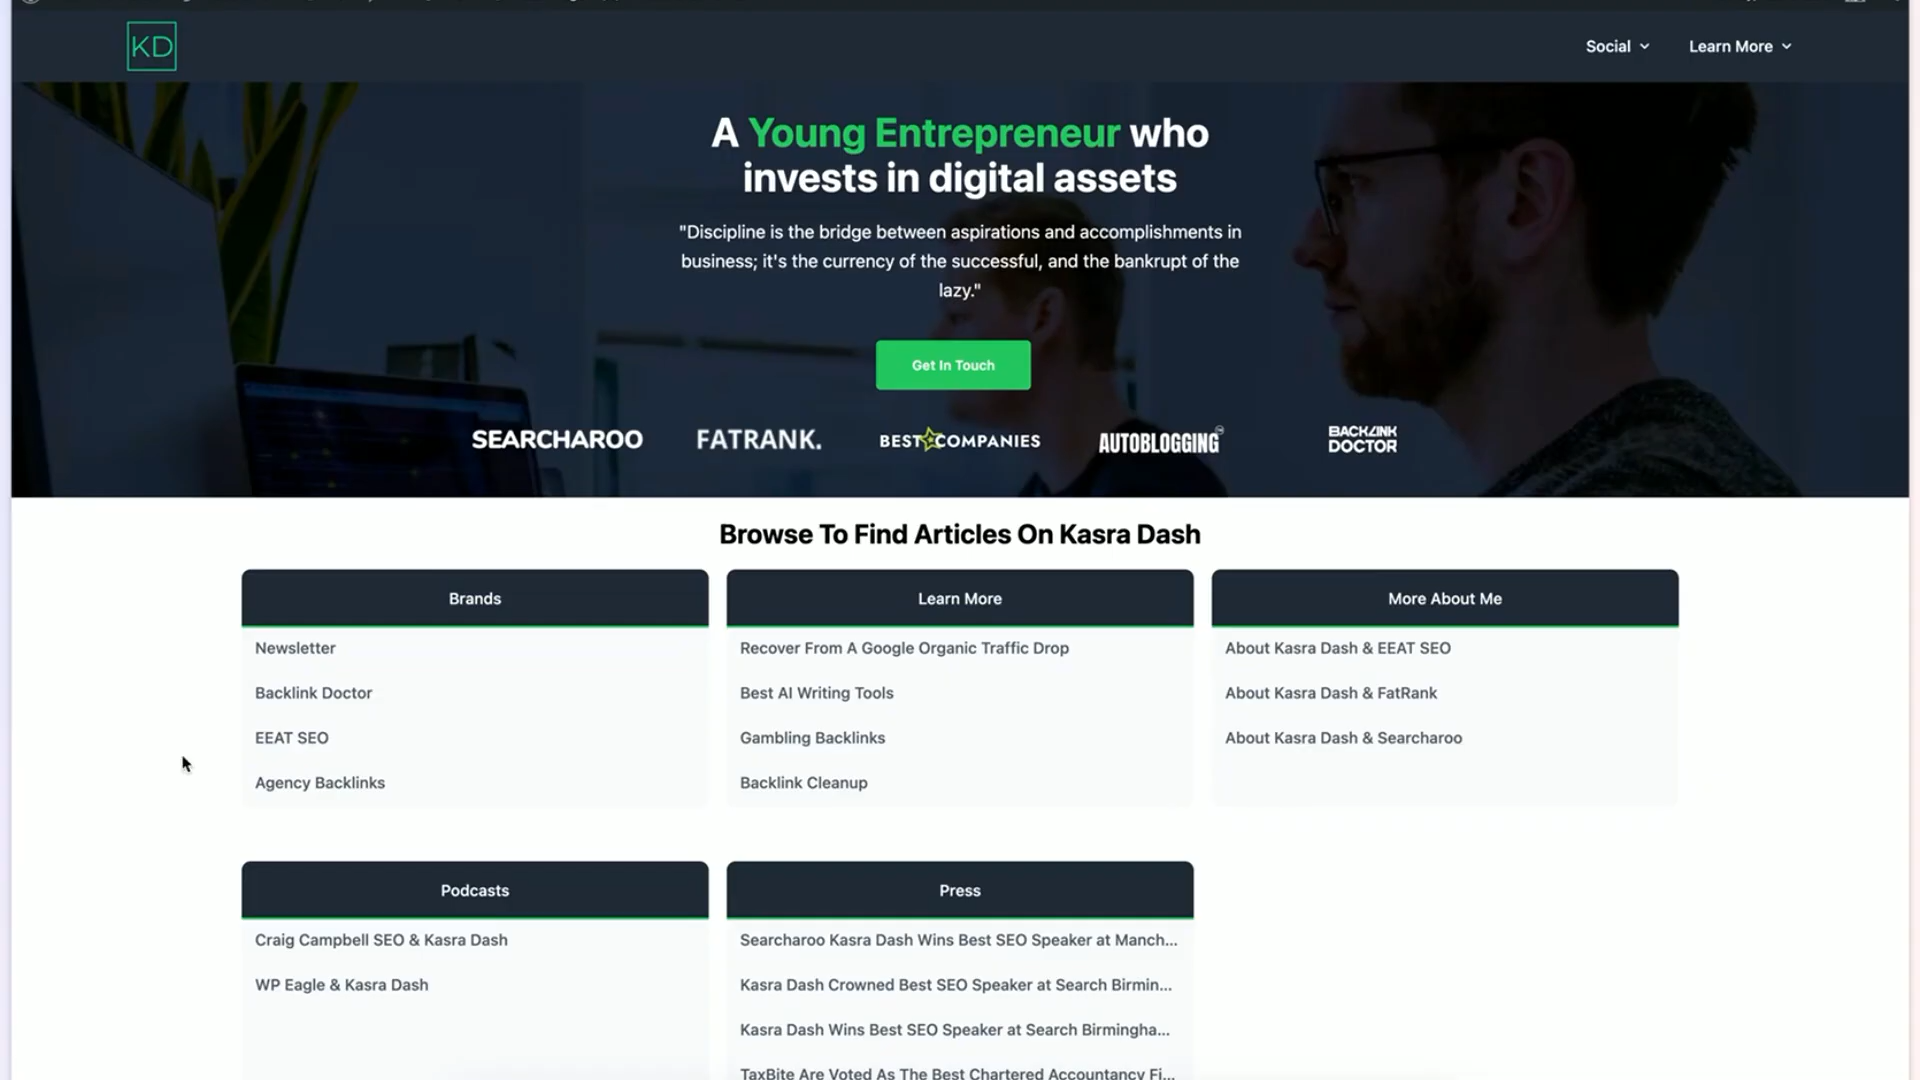 KD
Social
Learn More
A Young Entrepreneur who
invests in digital assets
"Discipline is the bridge between aspirations and accomplishments in
business; it's the currency of the successful, and the bankrupt of the
lazy."
Get In Touch
SEARCHAROO
FATRANK.
BEST COMPANIES
AUTOBLOGGING
BACKLINK
DOCTOR
Browse To Find Articles On Kasra Dash
Brands
Newsletter
Backlink Doctor
EEAT SEO
Agency Backlinks
Learn More
Recover From A Google Organic Traffic Drop
Best AI Writing Tools
Gambling Backlinks
Backlink Cleanup
More About Me
About Kasra Dash & EEAT SEO
About Kasra Dash & FatRank
About Kasra Dash & Searcharoo
Podcasts
Craig Campbell SEO & Kasra Dash
WP Eagle & Kasra Dash
Press
Searcharoo Kasra Dash Wins Best SEO Speaker at Manch...
Kasra Dash Crowned Best SEO Speaker at Search Birmin...
Kasra Dash Wins Best SEO Speaker at Search Birmingha...
TaxBite Are Voted As The Best Chartered Accountancy Fi...